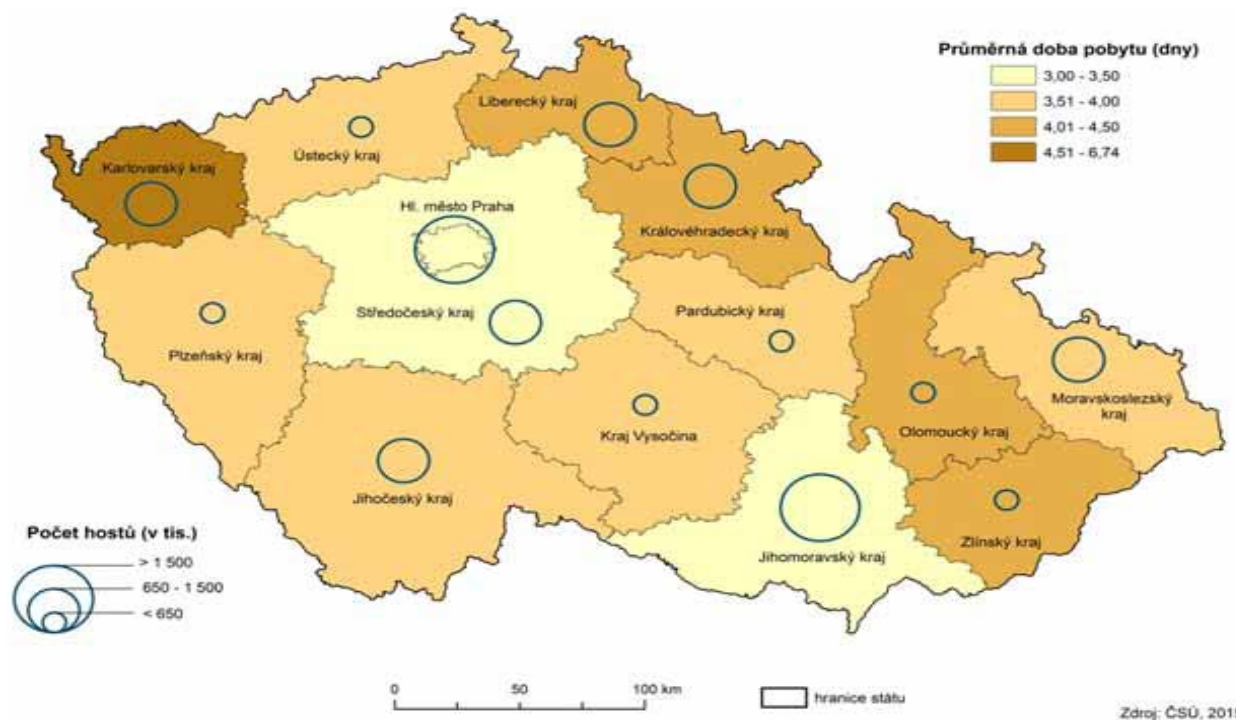 Průměrná doba pobytu (dny)
3,00 - 3,50
3,51 - 4,00
4,01 - 4,50
4,51 - 6,74
Liberecký kraj
Ústecký kraj
Karlovarský kraj
Hl. město Praha
Královéhradecký kraj
Středočeský kraj
Pardubický kraj
Plzeňský kraj
Moravskoslezský
kraj
Kraj Vysočina
Olomoucký kraj
Jihočeský kraj
Zlínský kraj
Jihomoravský kraj
Počet hostů (v tis.)
> 1 500
650 - 1 500
< 650
0 50 100 km
hranice státu
Zdroj: ČSÚ, 2015